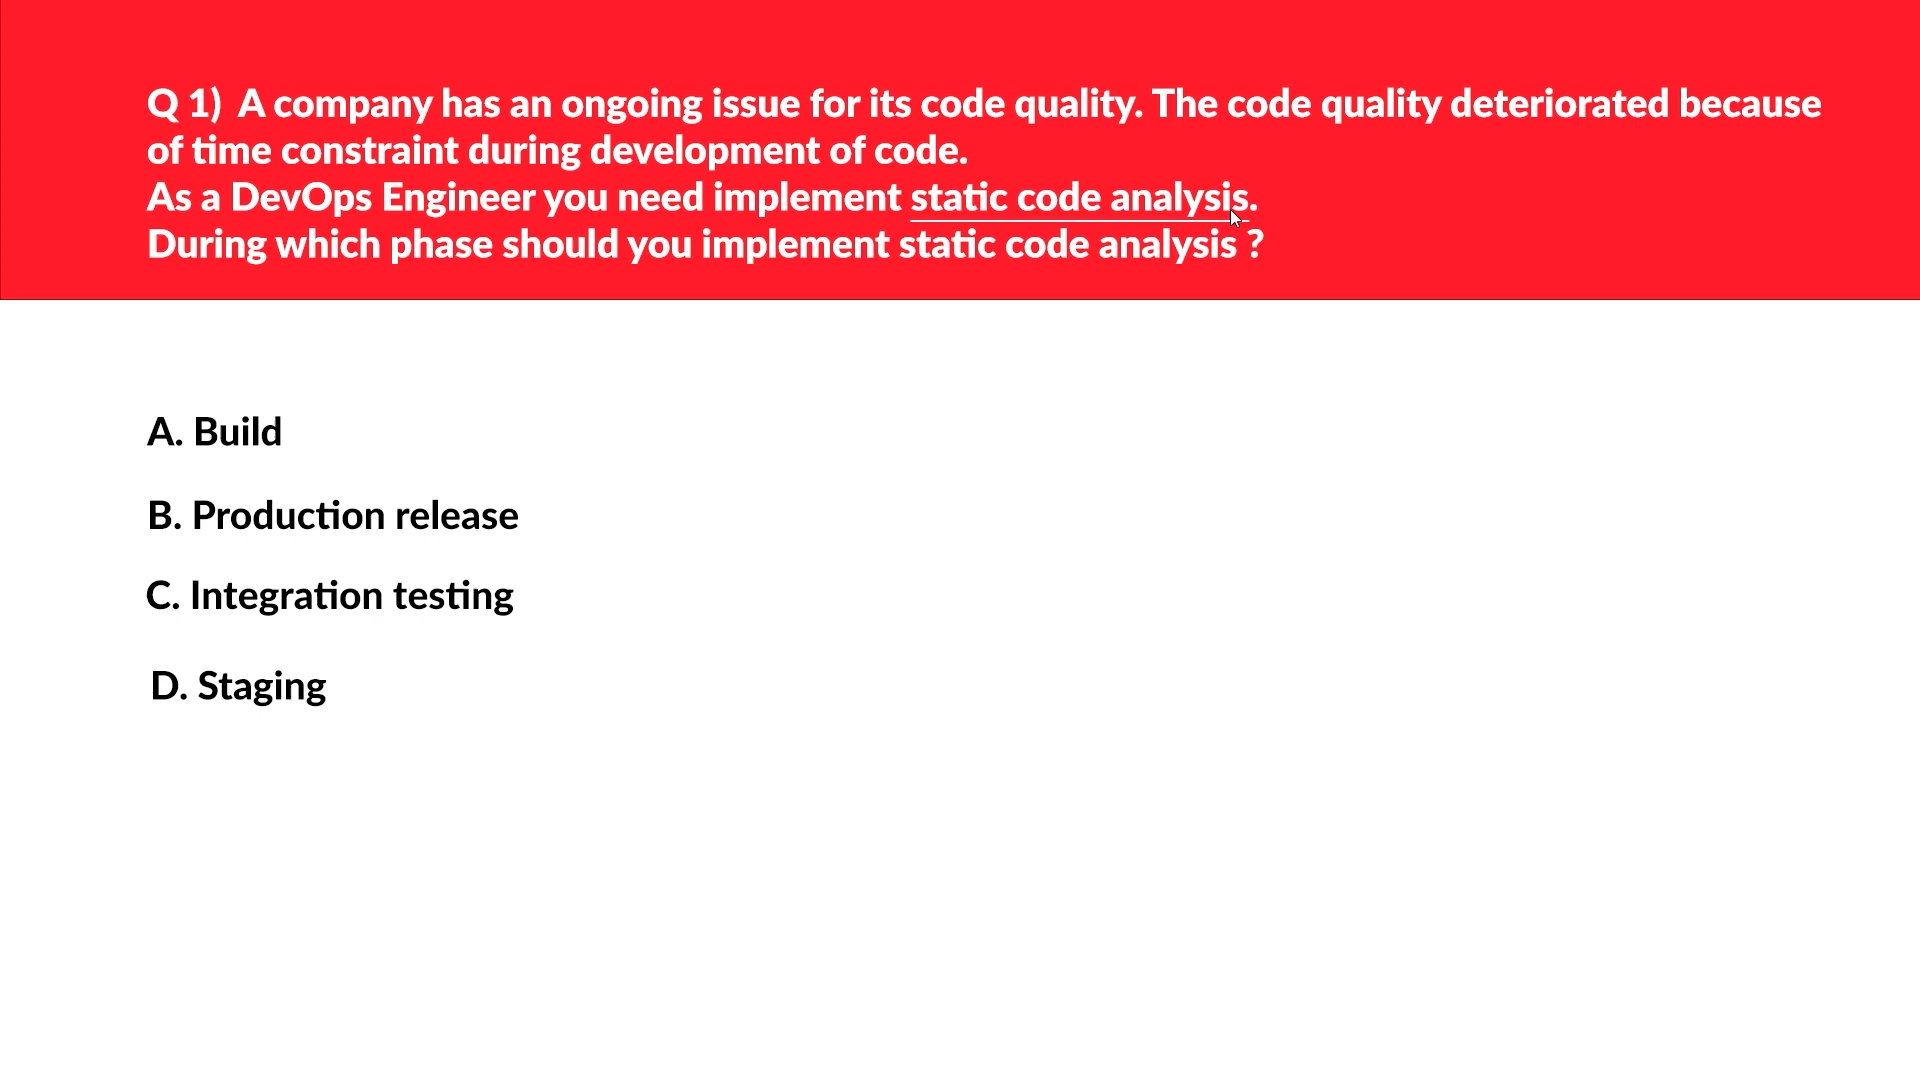 Q 1)  A company has an ongoing issue for its code quality. The code quality deteriorated because
of time constraint during development of code.
As a DevOps Engineer you need implement static code analysis.
During which phase should you implement static code analysis ?
A. Build
B. Production release
C. Integration testing
D. Staging